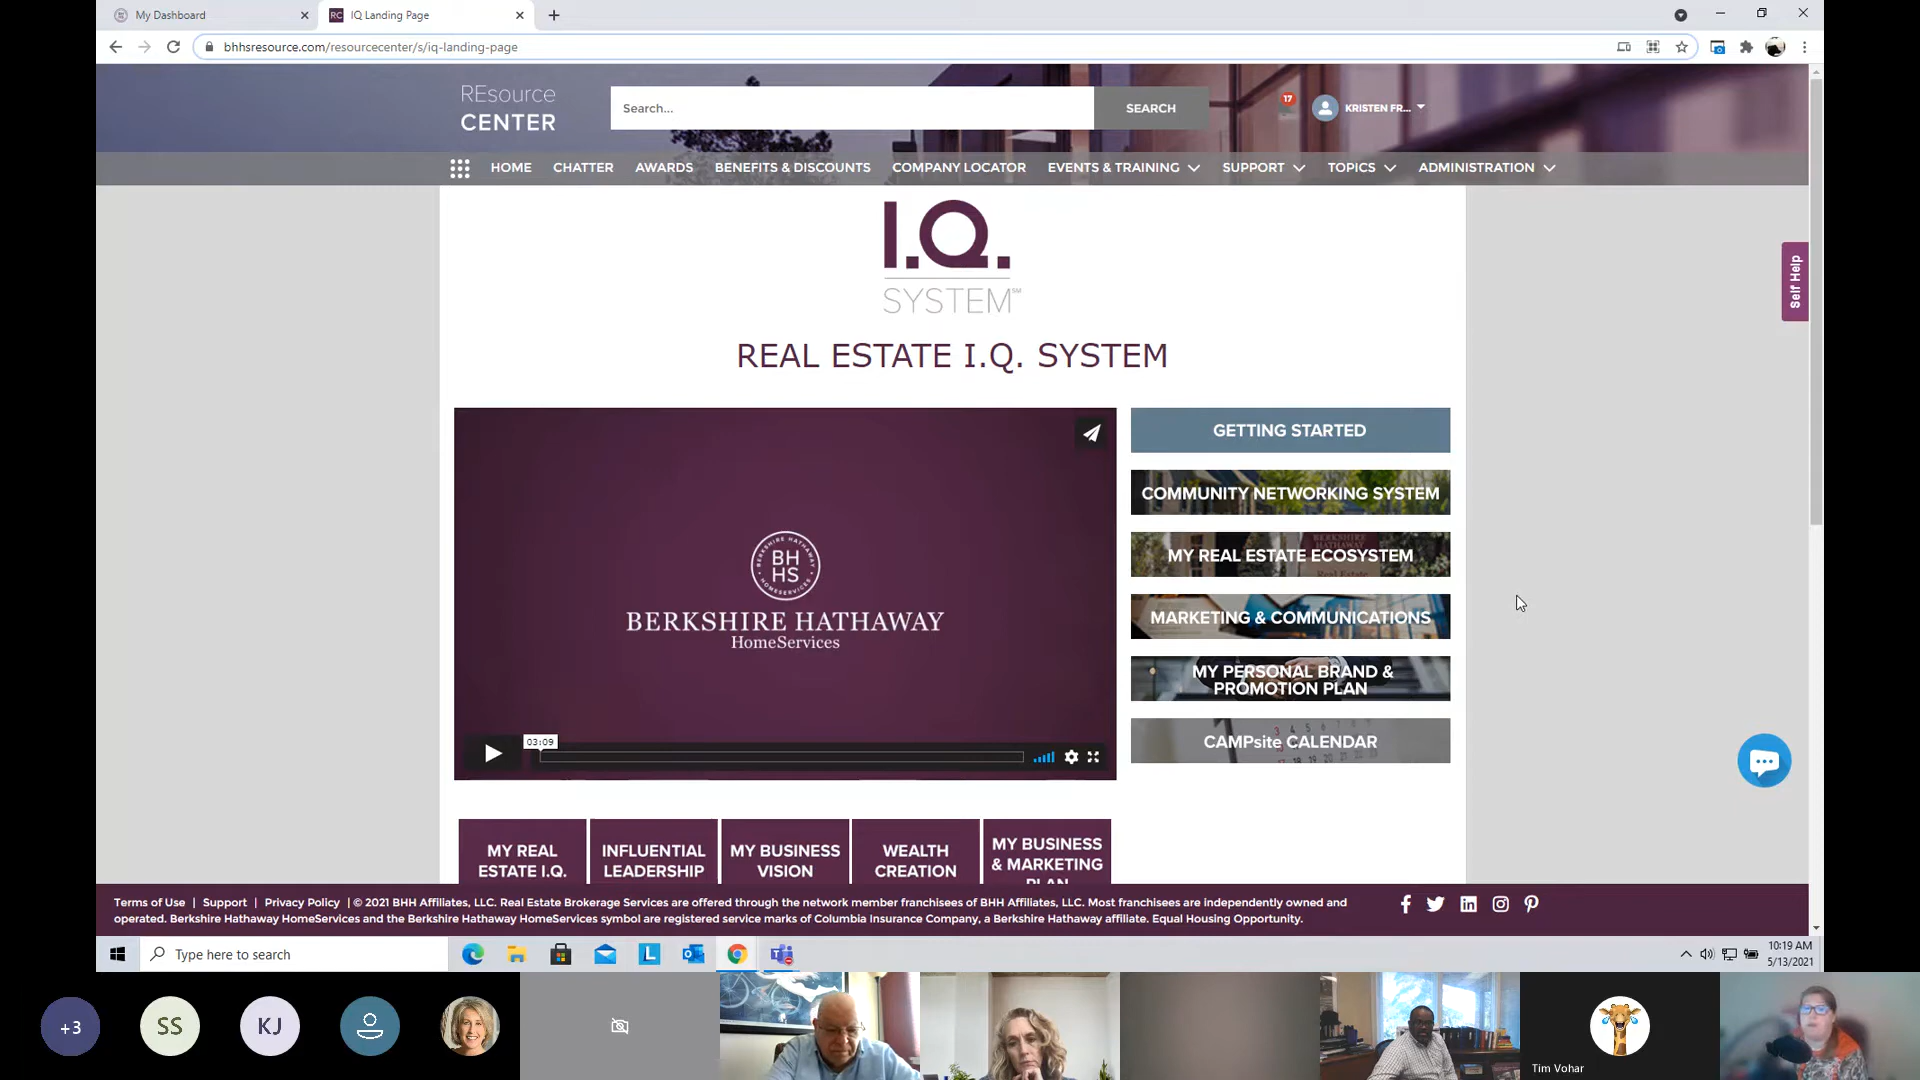 My Dashboard
RC IQ Landing Page
bhhsresource.com/resourcecenter/s/iq-landing-page
REsource
CENTER
Search...
SEARCH
17
KRISTEN FR...
HOME CHATTER AWARDS BENEFITS & DISCOUNTS COMPANY LOCATOR EVENTS & TRAINING SUPPORT TOPICS ADMINISTRATION
I.Q.
SYSTEM℠
Self Help
REAL ESTATE I.Q. SYSTEM
GETTING STARTED
COMMUNITY NETWORKING SYSTEM
MY REAL ESTATE ECOSYSTEM
MARKETING & COMMUNICATIONS
MY PERSONAL BRAND &
PROMOTION PLAN
CAMPsite CALENDAR
BERKSHIRE HATHAWAY
HOMESERVICES
BH
HS
BERKSHIRE HATHAWAY
HomeServices
03:09
MY REAL
ESTATE I.Q.
INFLUENTIAL
LEADERSHIP
MY BUSINESS
VISION
WEALTH
CREATION
MY BUSINESS
& MARKETING
PLAN
Terms of Use | Support | Privacy Policy | © 2021 BHH Affiliates, LLC. Real Estate Brokerage Services are offered through the network member franchisees of BHH Affiliates, LLC. Most franchisees are independently owned and
operated. Berkshire Hathaway HomeServices and the Berkshire Hathaway HomeServices symbol are registered service marks of Columbia Insurance Company, a Berkshire Hathaway affiliate. Equal Housing Opportunity.
Type here to search
L
10:19 AM
5/13/2021
+3
SS
KJ
Tim Vohar